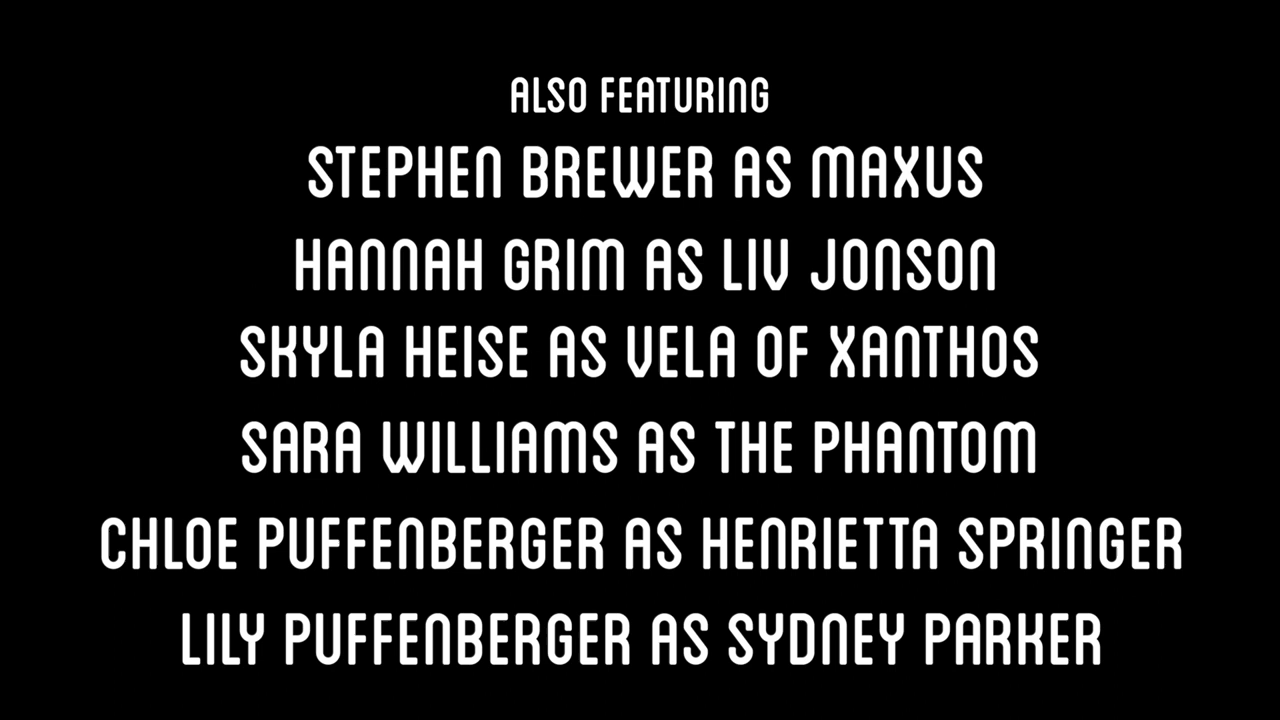 ALSO FEATURING
STEPHEN BREWER AS MAXUS
HANNAH GRIM AS LIV JONSON
SKYLA HEISE AS VELA OF XANTHOS
SARA WILLIAMS AS THE PHANTOM
CHLOE PUFFENBERGER AS HENRIETTA SPRINGER
LILY PUFFENBERGER AS SYDNEY PARKER